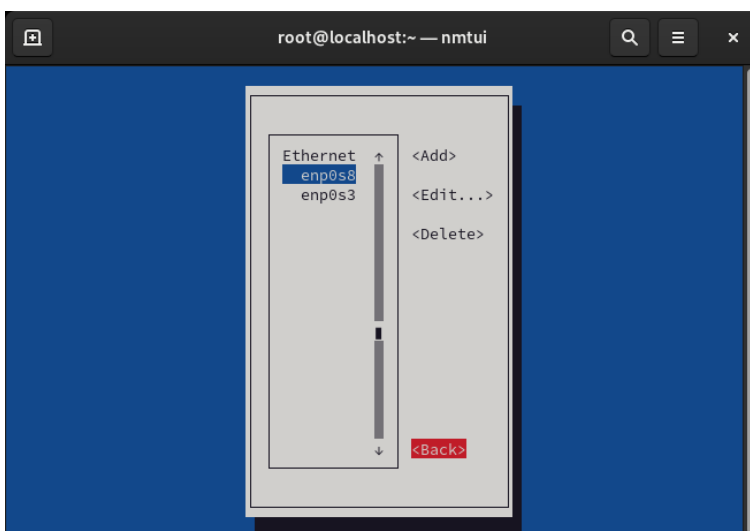 root@localhost:~ — nmtui
Ethernet
enp0s8
enp0s3
<Add>
<Edit...>
<Delete>
<Back>